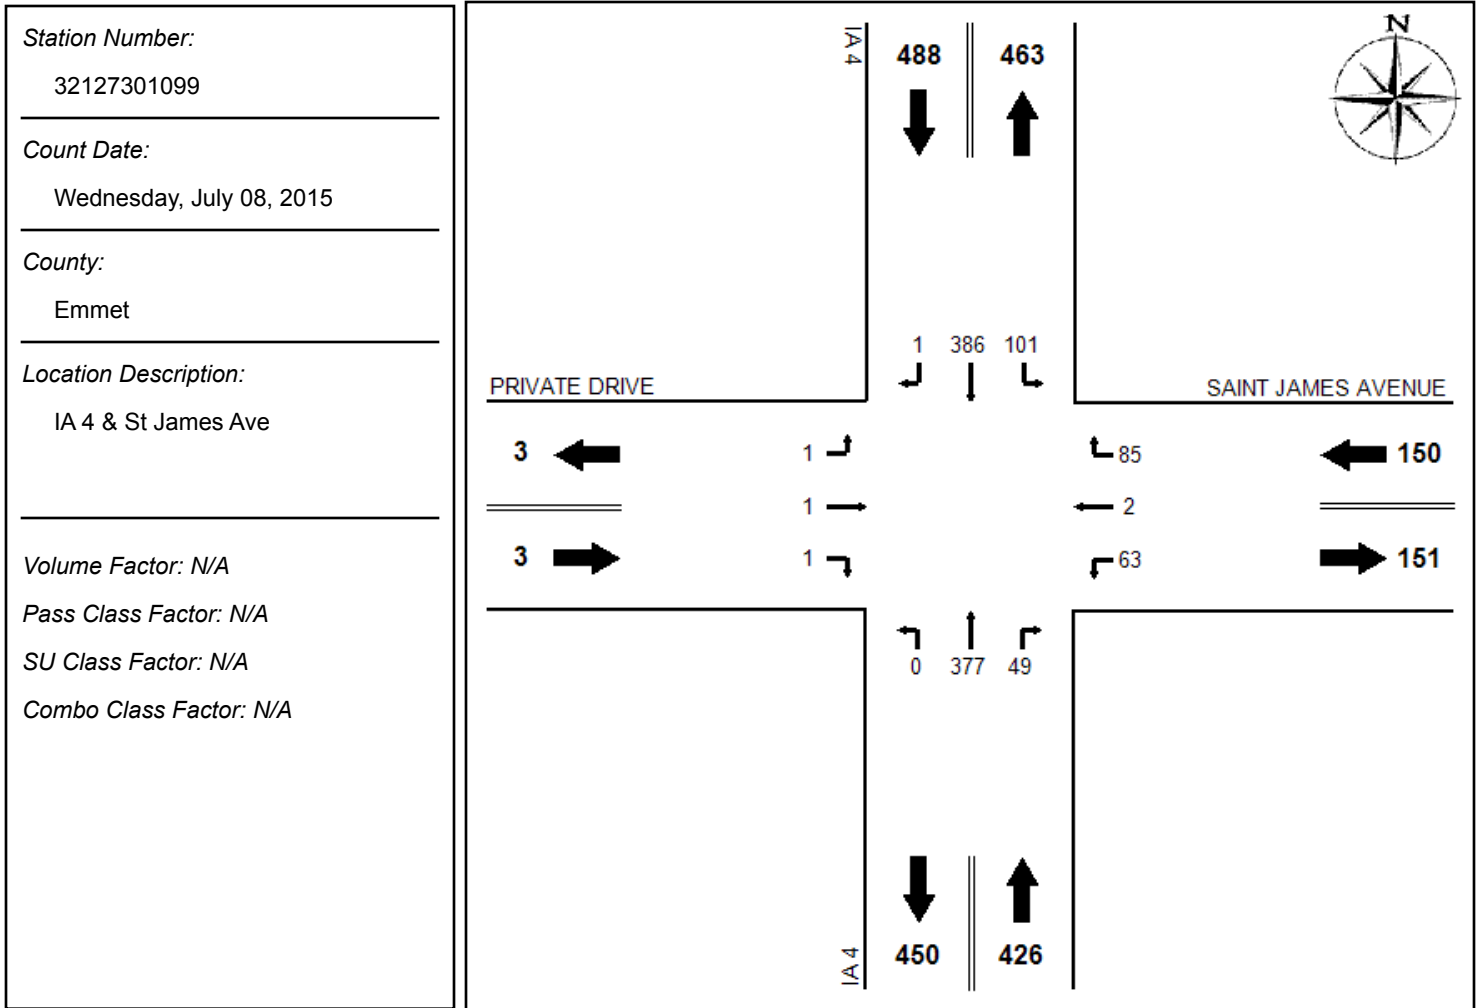 Station Number:
32127301099
Count Date:
Wednesday, July 08, 2015
County:
Emmet
Location Description:
IA 4 & St James Ave
Volume Factor: N/A
Pass Class Factor: N/A
SU Class Factor: N/A
Combo Class Factor: N/A
IA 4
488
463
N
1 386 101
PRIVATE DRIVE
SAINT JAMES AVENUE
3
1
85
150
1
2
3
1
63
151
0 377 49
IA 4
450
426